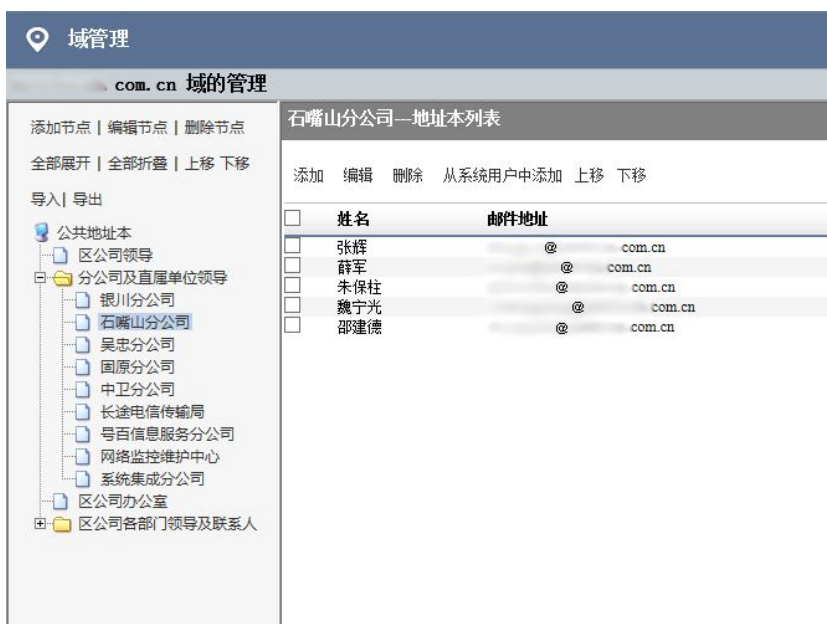 域管理
com.cn 域的管理
添加节点 | 编辑节点 | 删除节点
全部展开 | 全部折叠 | 上移 下移
导入| 导出
公共地址本
区公司领导
分公司及直属单位领导
银川分公司
石嘴山分公司
吴忠分公司
固原分公司
中卫分公司
长途电信传输局
号百信息服务分公司
网络监控维护中心
系统集成分公司
区公司办公室
区公司各部门领导及联系人
石嘴山分公司---地址本列表
添加 编辑 删除 从系统用户中添加 上移 下移
姓名 邮件地址
张辉 @ com.cn
薛军 @ com.cn
朱保柱 @ com.cn
魏宁光 @ com.cn
邵建德 @ com.cn